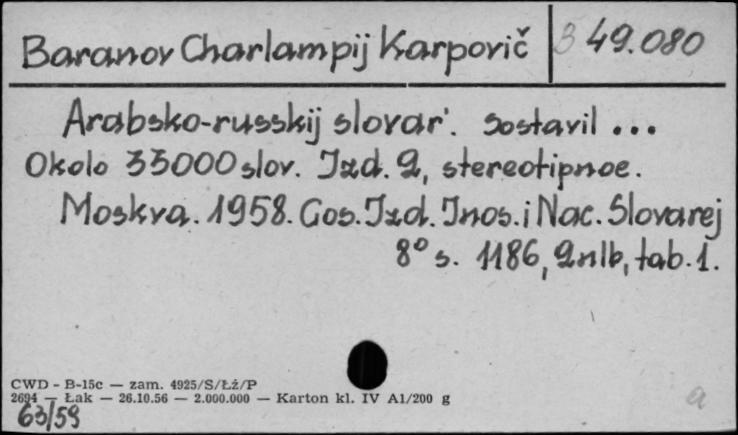 Baranov Charlampij Karpovič B 49.080
Arabsko-russkij slovar'. Sostavil ...
Okolo 33000 slov. Izd. 2, stereotipnoe.
Moskva. 1958. Gos. Izd. Inos. i Nac. Slovarej
8° s. 1186, 2nlb, tab. 1.
CWD - B-15c — zam. 4925/S/Łż/P
2694 — Łak — 26.10.56 — 2.000.000 — Karton kl. IV A1/200 g
63/59
a